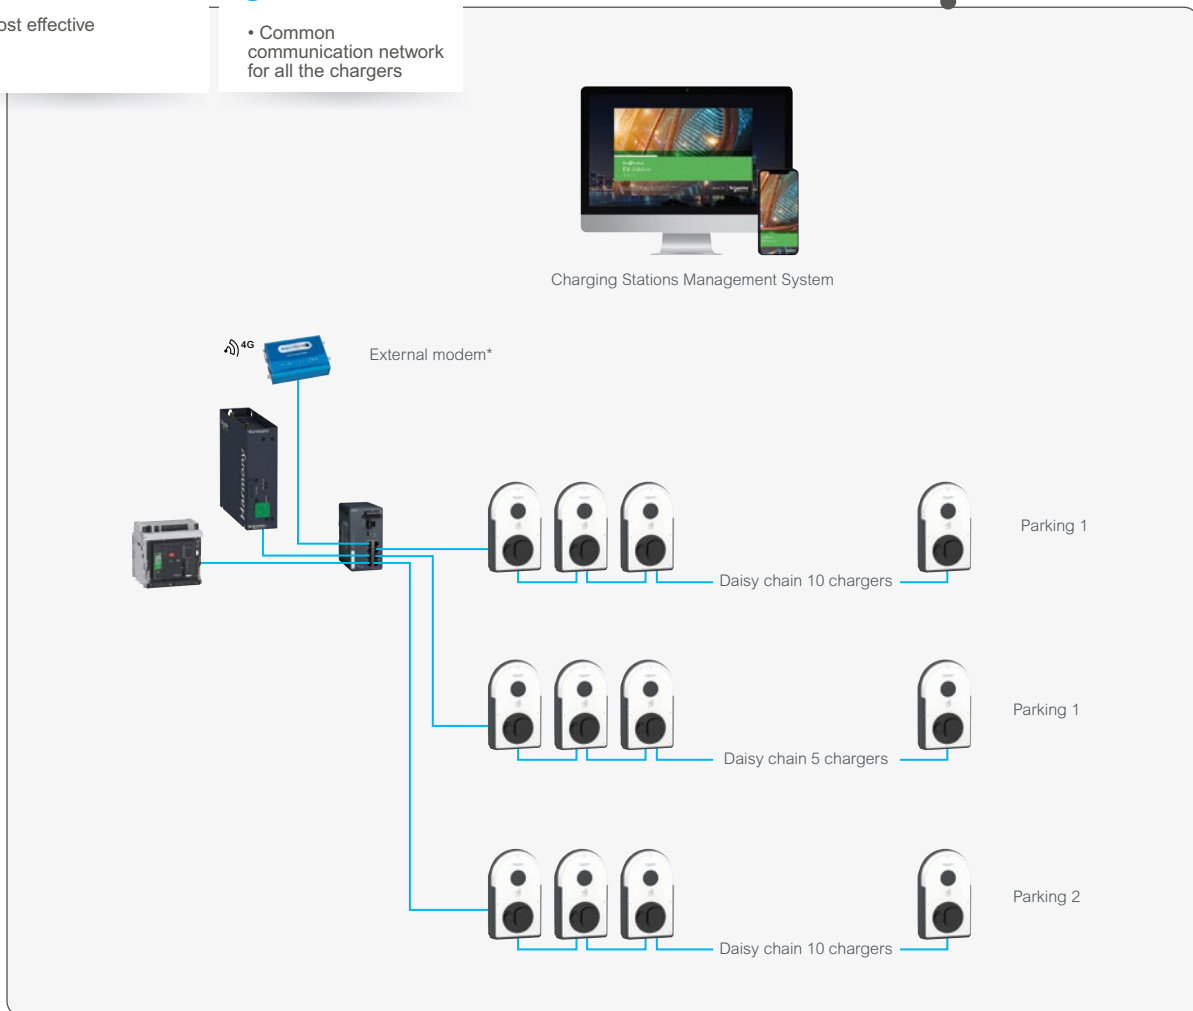 ost effective
• Common
communication network
for all the chargers
Charging Stations Management System
4G
External modem*
Harmony
Parking 1
Daisy chain 10 chargers
Parking 1
Daisy chain 5 chargers
Parking 2
Daisy chain 10 chargers